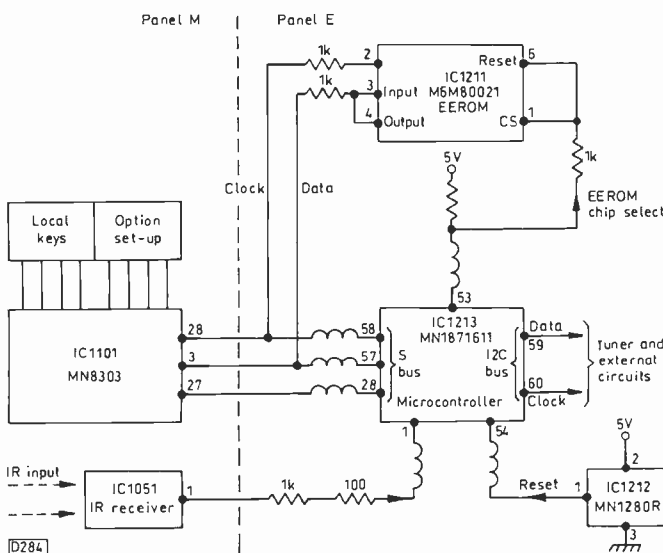 Panel M
Panel E
1k
2
1k
3
4
Input
Output
Reset
IC1211
M6M80021
EEROM
CS
5
1
1k
5V
Clock
Data
EEROM
chip select
Local
keys
Option
set-up
53
28
3
27
IC1101
MN8303
58
57
28
S
bus
IC1213
MN1871611
I2C
bus
Microcontroller
Data
59
60
Clock
Tuner and
external
circuits
1
54
5V
IR input
IC1051
IR receiver
1
1k
100
Reset
1
2
IC1212
MN1280R
3
D284